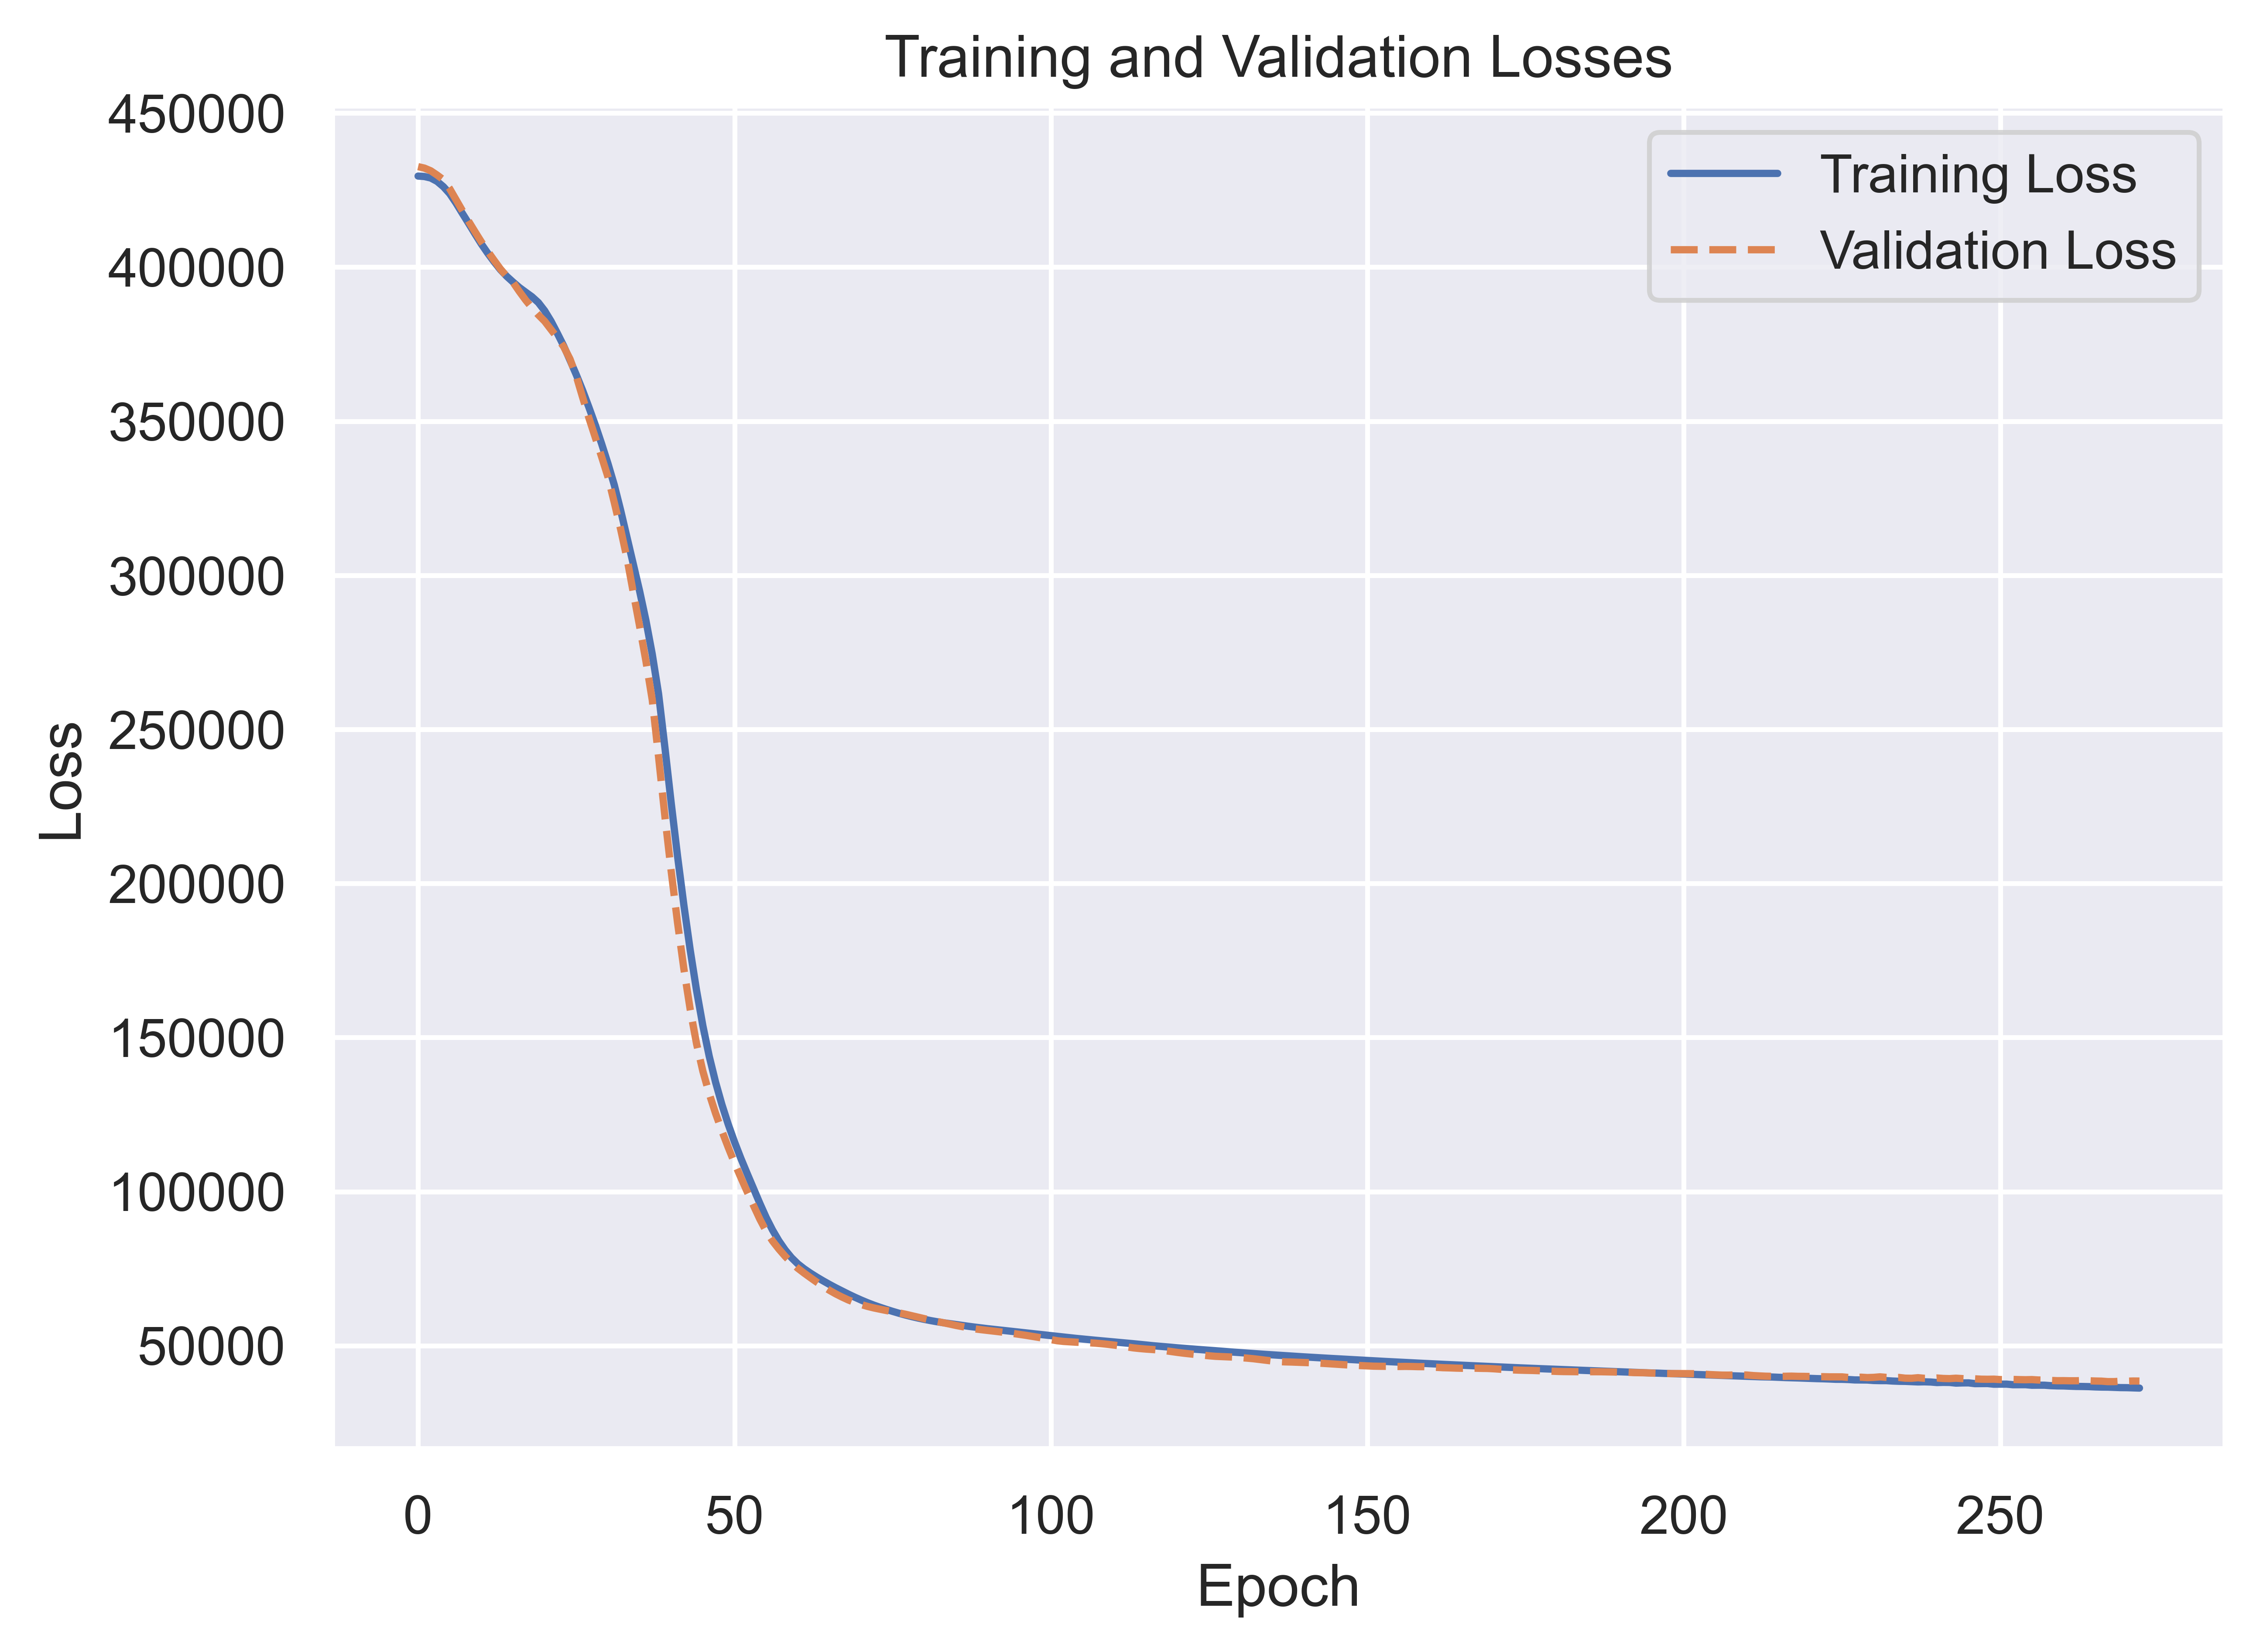 Training and Validation Losses
450000
400000
350000
300000
250000
200000
150000
100000
50000
Loss
Training Loss
Validation Loss
0 50 100 150 200 250
Epoch